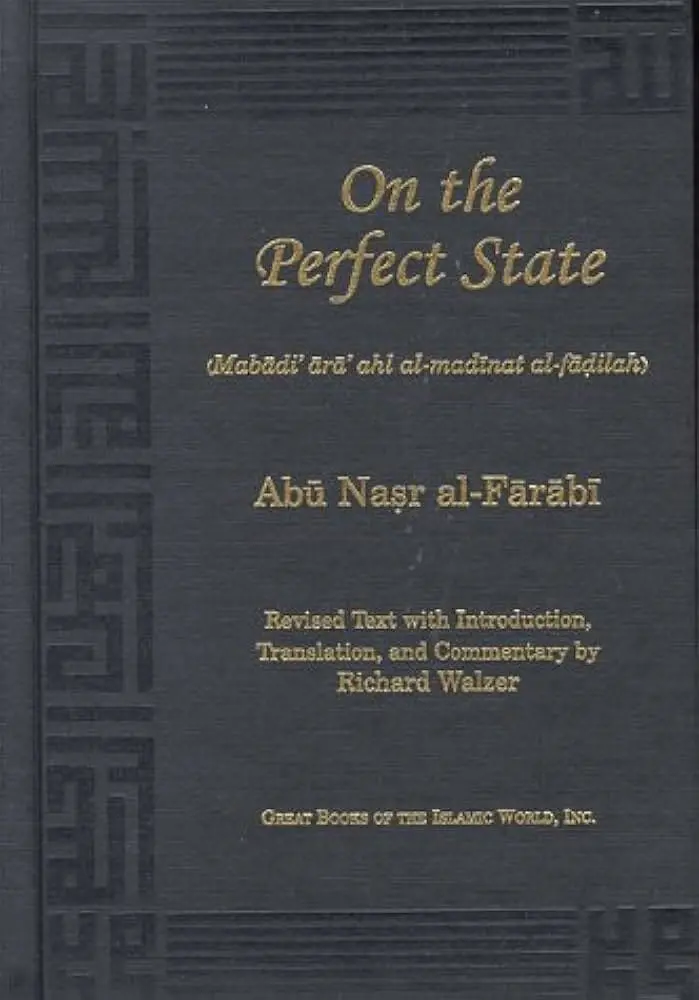 On the
Perfect State
(Mabādi' ārā' ahl al-madīnat al-fāḍilah)
Abū Naṣr al-Fārābī
Revised Text with Introduction,
Translation, and Commentary by
Richard Walzer
GREAT BOOKS OF THE ISLAMIC WORLD, INC.